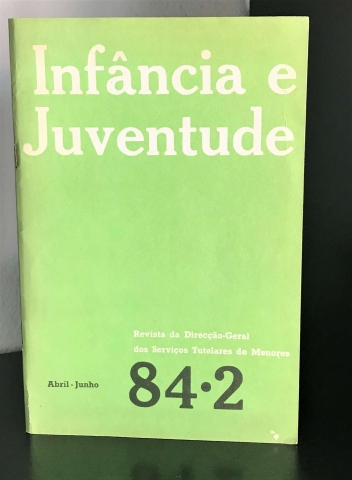 Infância e
Juventude
Revista da Direcção-Geral
dos Serviços Tutelares de Menores
Abril - Junho
84·2